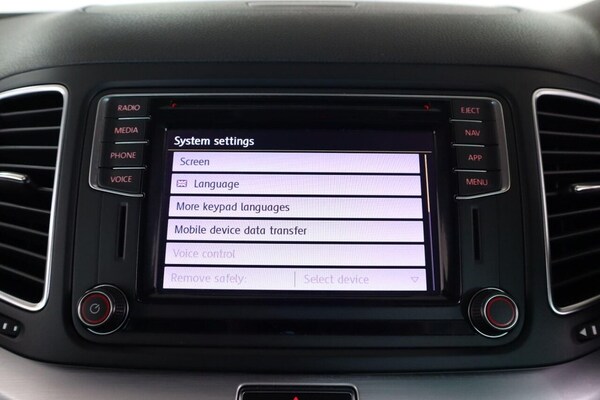 RADIO
MEDIA
PHONE
VOICE
EJECT
NAV
APP
MENU
System settings
Screen
Language
More keypad languages
Mobile device data transfer
Voice control
Remove safely: Select device